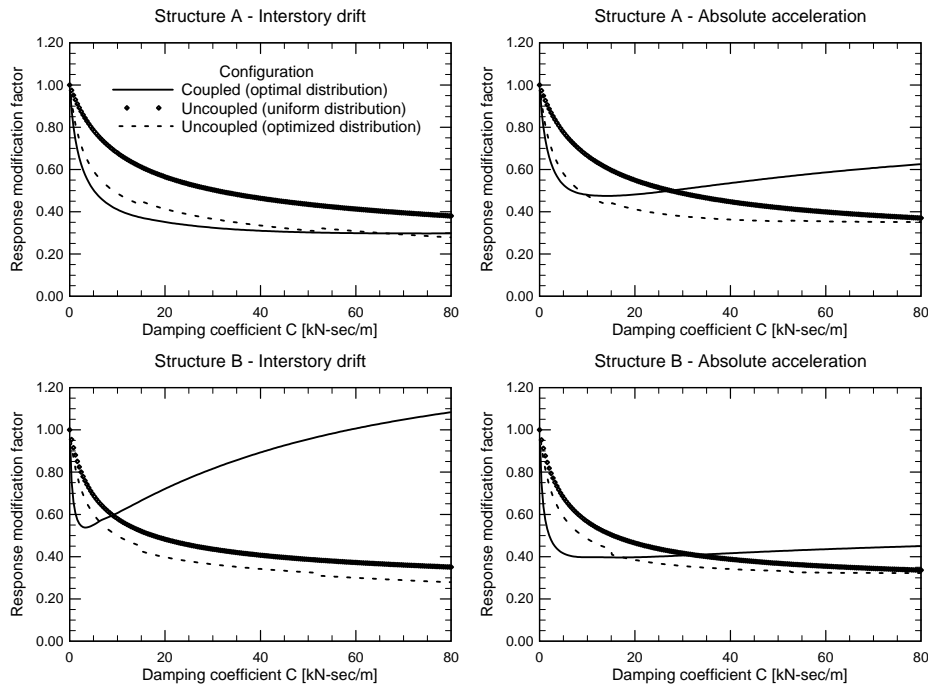 Structure A - Interstory drift
Response modification factor
1.20
1.00
0.80
0.60
0.40
0.20
0.00
Configuration
Coupled (optimal distribution)
Uncoupled (uniform distribution)
Uncoupled (optimized distribution)
0 20 40 60 80
Damping coefficient C [kN-sec/m]
Structure A - Absolute acceleration
Response modification factor
1.20
1.00
0.80
0.60
0.40
0.20
0.00
0 20 40 60 80
Damping coefficient C [kN-sec/m]
Structure B - Interstory drift
Response modification factor
1.20
1.00
0.80
0.60
0.40
0.20
0.00
0 20 40 60 80
Damping coefficient C [kN-sec/m]
Structure B - Absolute acceleration
Response modification factor
1.20
1.00
0.80
0.60
0.40
0.20
0.00
0 20 40 60 80
Damping coefficient C [kN-sec/m]